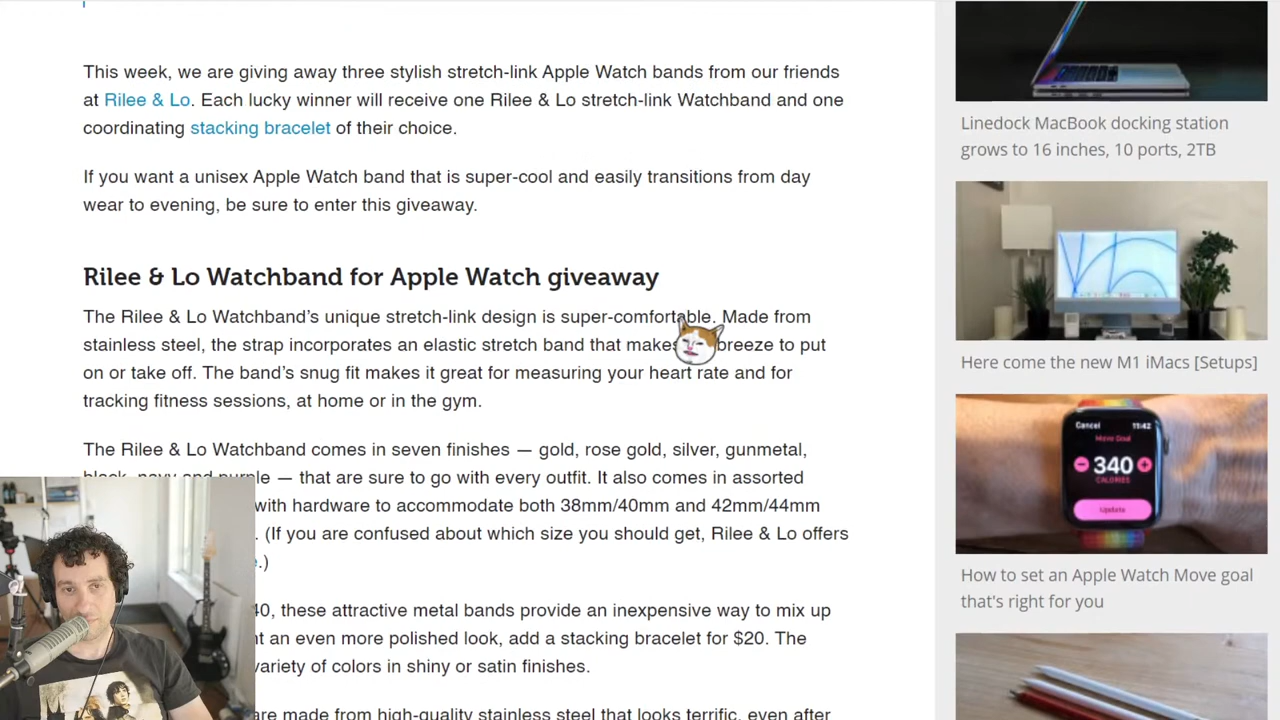 This week, we are giving away three stylish stretch-link Apple Watch bands from our friends
at Rilee & Lo. Each lucky winner will receive one Rilee & Lo stretch-link Watchband and one
coordinating stacking bracelet of their choice.
If you want a unisex Apple Watch band that is super-cool and easily transitions from day
wear to evening, be sure to enter this giveaway.
Rilee & Lo Watchband for Apple Watch giveaway
The Rilee & Lo Watchband’s unique stretch-link design is super-comfortable. Made from
stainless steel, the strap incorporates an elastic stretch band that makes breeze to put
on or take off. The band’s snug fit makes it great for measuring your heart rate and for
tracking fitness sessions, at home or in the gym.
The Rilee & Lo Watchband comes in seven finishes — gold, rose gold, silver, gunmetal,
black, navy and purple — that are sure to go with every outfit. It also comes in assorted
with hardware to accommodate both 38mm/40mm and 42mm/44mm
. (If you are confused about which size you should get, Rilee & Lo offers
.)
40, these attractive metal bands provide an inexpensive way to mix up
an even more polished look, add a stacking bracelet for $20. The
variety of colors in shiny or satin finishes.
are made from high-quality stainless steel that looks terrific, even after
Linedock MacBook docking station
grows to 16 inches, 10 ports, 2TB
Here come the new M1 iMacs [Setups]
Cancel 11:42
Move Goal
340
CALORIES
Update
How to set an Apple Watch Move goal
that's right for you